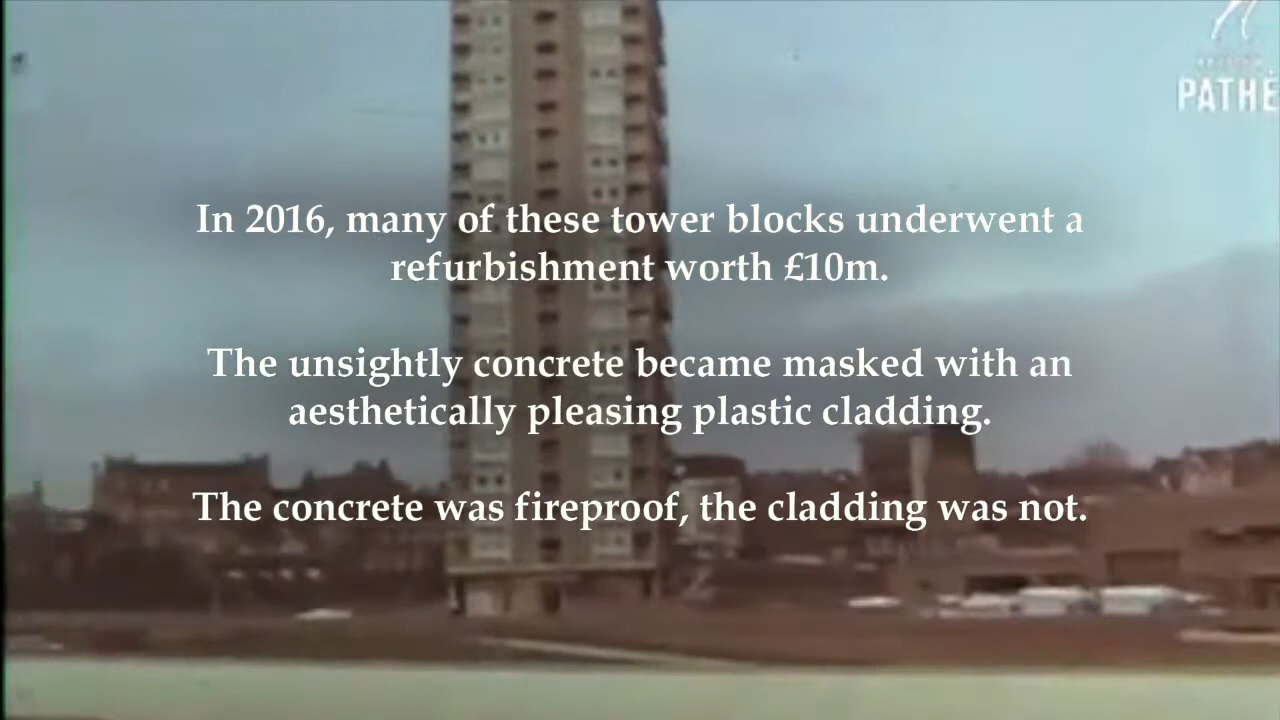 PATHÉ
In 2016, many of these tower blocks underwent a
refurbishment worth £10m.
The unsightly concrete became masked with an
aesthetically pleasing plastic cladding.
The concrete was fireproof, the cladding was not.